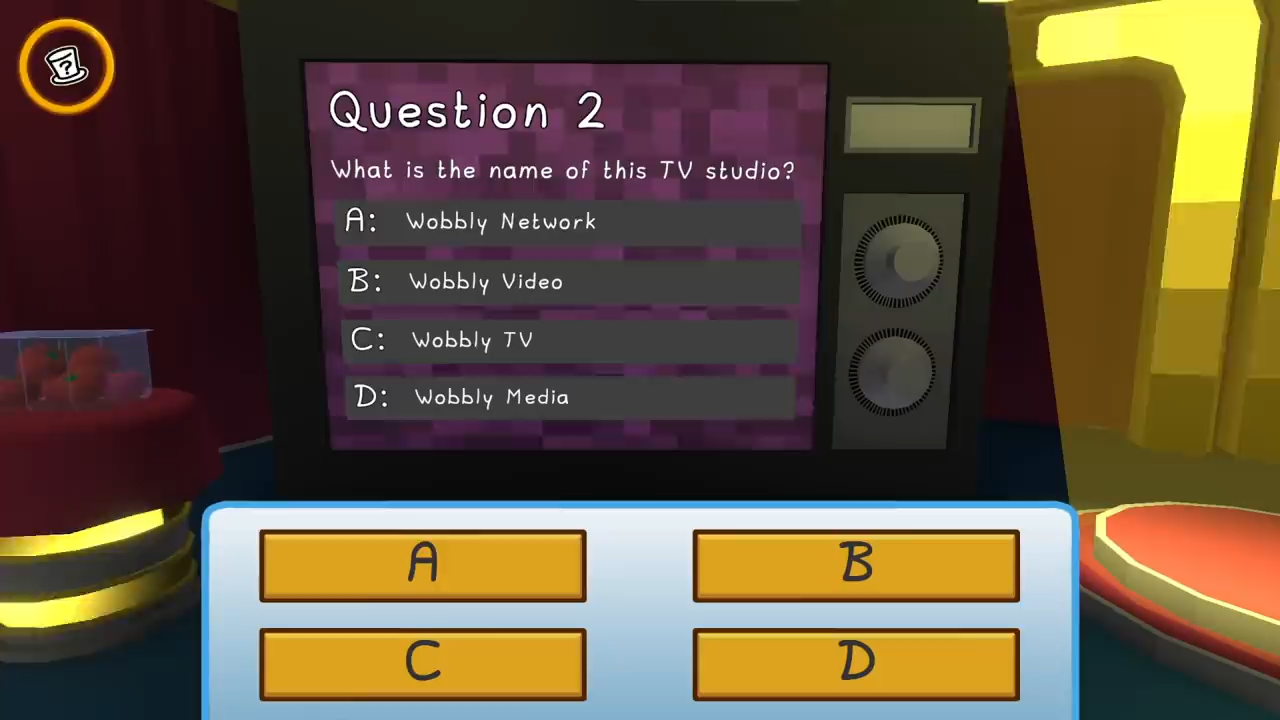 ?
Question 2
What is the name of this TV studio?
A: Wobbly Network
B: Wobbly Video
C: Wobbly TV
D: Wobbly Media
A
B
C
D